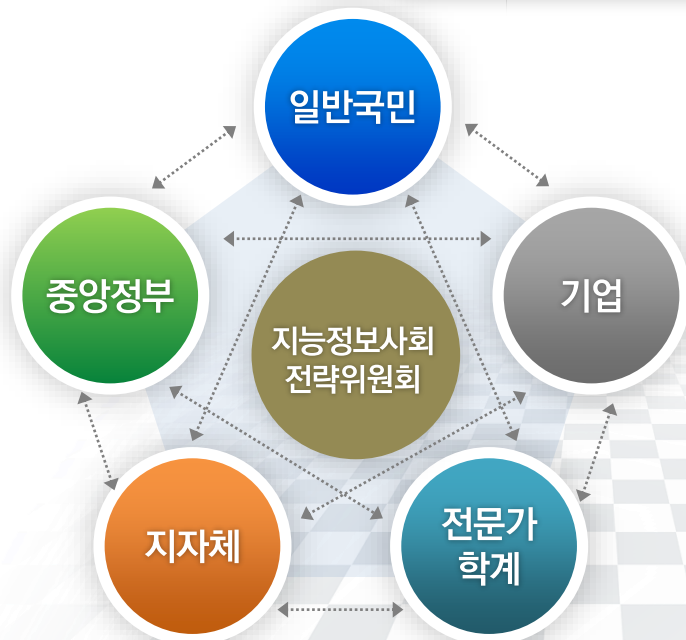 일반국민
중앙정부
기업
지능정보사회
전략위원회
지자체
전문가
학계